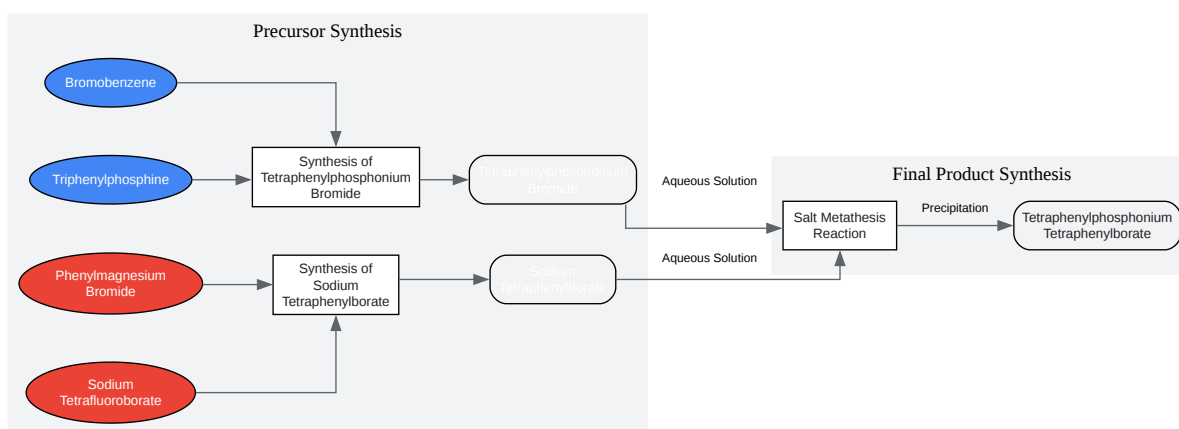 Precursor Synthesis
Bromobenzene
Triphenylphosphine
Synthesis of
Tetraphenylphosphonium
Bromide
Tetraphenylphosphonium
Bromide
Phenylmagnesium
Bromide
Synthesis of
Sodium
Tetraphenylborate
Sodium
Tetraphenylborate
Sodium
Tetrafluoroborate
Aqueous Solution
Aqueous Solution
Final Product Synthesis
Salt Metathesis
Reaction
Precipitation
Tetraphenylphosphonium
Tetraphenylborate